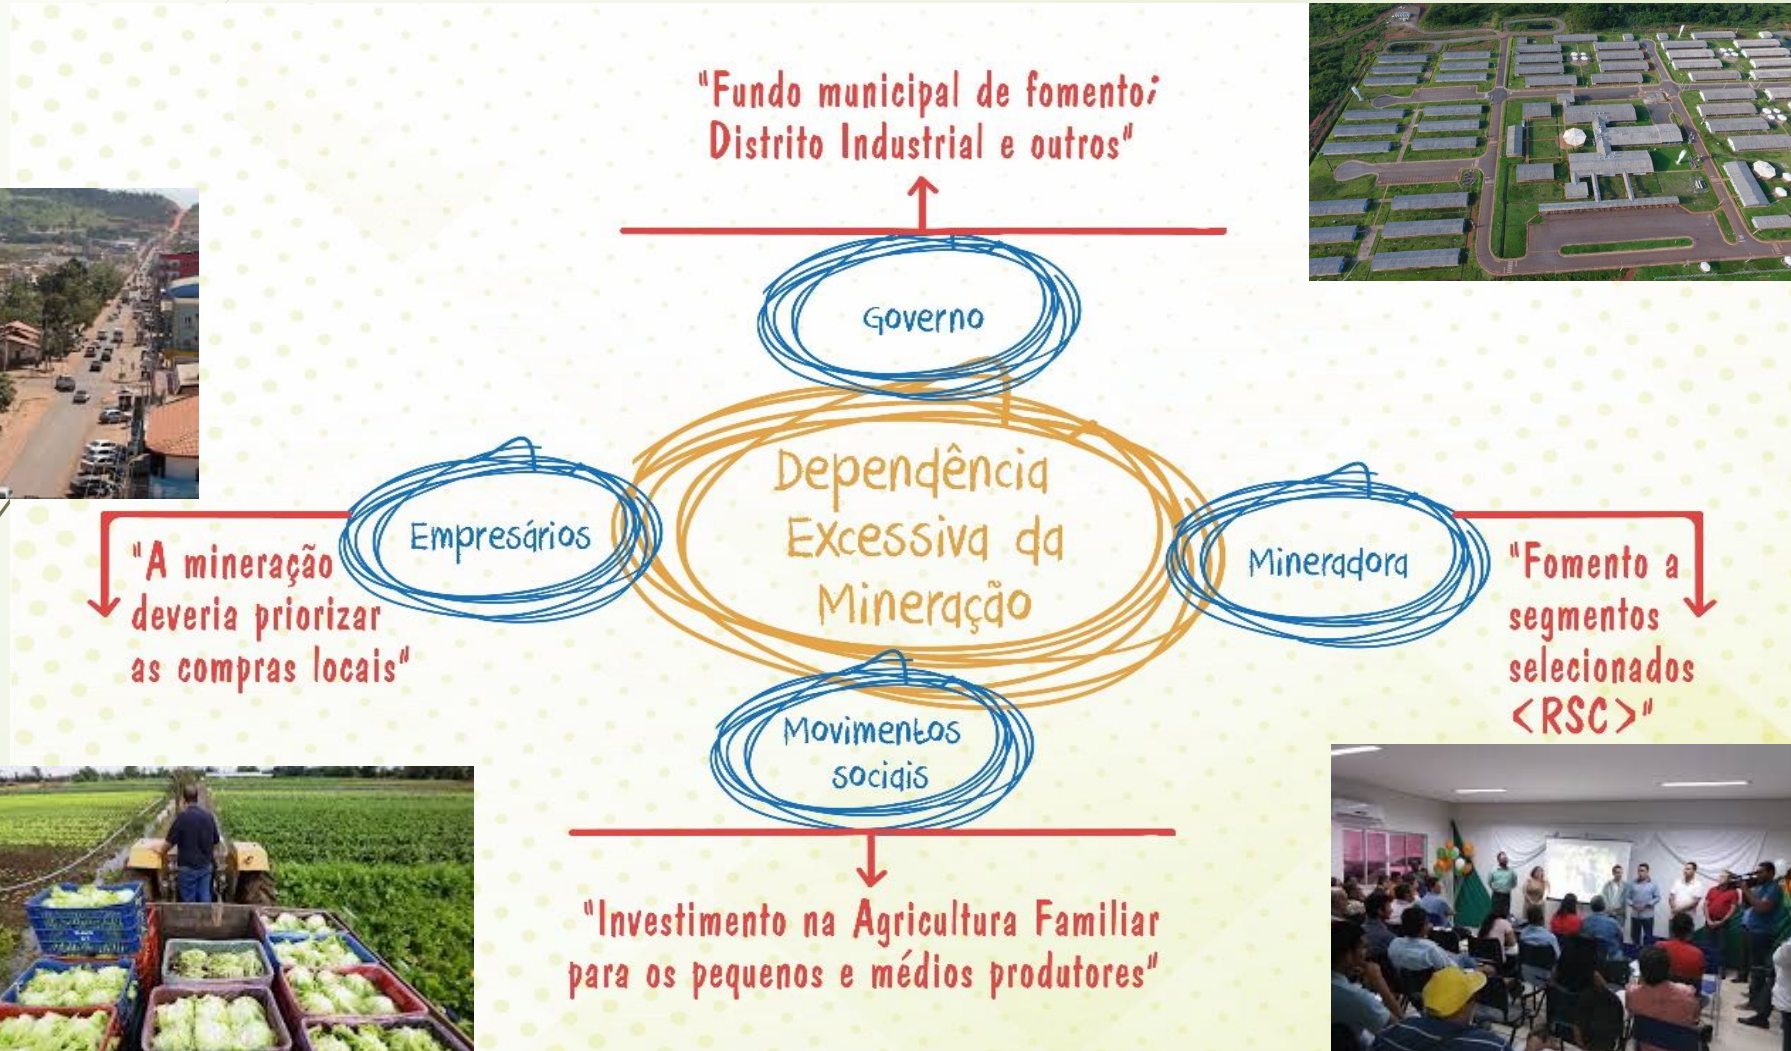 "Fundo municipal de fomento;
Distrito Industrial e outros"
Governo
Dependência
Excessiva da
Mineração
Empresários
"A mineração
deveria priorizar
as compras locais"
Mineradora
"Fomento a
segmentos
selecionados
<RSC>"
Movimentos
sociais
"Investimento na Agricultura Familiar
para os pequenos e médios produtores"